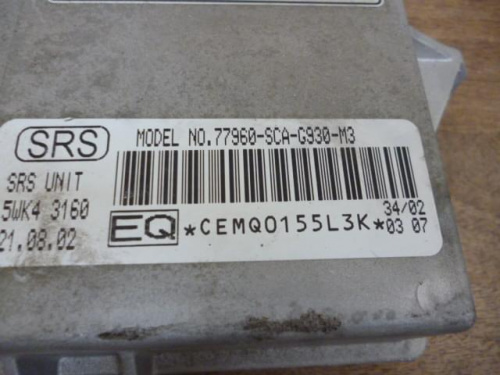 SRS
MODEL NO.77960-SCA-G930-M3
SRS UNIT
5WK4 3160
21.08.02
EQ
*CEMQ0155L3K*
34/02
03 07